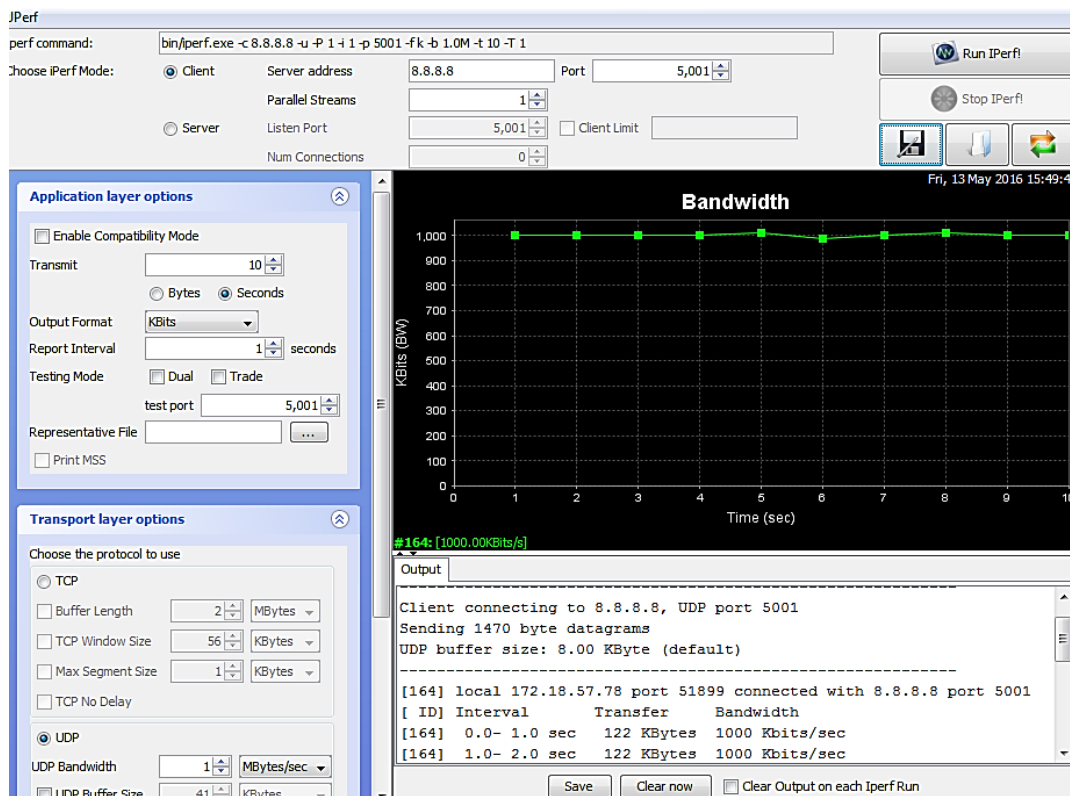 JPerf
perf command: bin/iperf.exe -c 8.8.8.8 -u -P 1 -i 1 -p 5001 -f k -b 1.0M -t 10 -T 1
Choose iPerf Mode: Client Server address 8.8.8.8 Port 5,001
Parallel Streams 1
Server Listen Port 5,001 Client Limit
Num Connections 0
Run IPerf!
Stop IPerf!
Application layer options
Enable Compatibility Mode
Transmit 10
Bytes Seconds
Output Format KBits
Report Interval 1 seconds
Testing Mode Dual Trade
test port 5,001
Representative File ...
Print MSS
Transport layer options
Choose the protocol to use
TCP
Buffer Length 2 MBytes
TCP Window Size 56 KBytes
Max Segment Size 1 KBytes
TCP No Delay
UDP
UDP Bandwidth 1 MBytes/sec
UDP Buffer Size 41 KBytes
Fri, 13 May 2016 15:49:4
Bandwidth
KBits (BW)
1,000
900
800
700
600
500
400
300
200
100
0
0 1 2 3 4 5 6 7 8 9 10
Time (sec)
#164: [1000.00KBits/s]
Output
Client connecting to 8.8.8.8, UDP port 5001
Sending 1470 byte datagrams
UDP buffer size: 8.00 KByte (default)
------------------------------------------------------------
[164] local 172.18.57.78 port 51899 connected with 8.8.8.8 port 5001
[ ID] Interval Transfer Bandwidth
[164] 0.0- 1.0 sec 122 KBytes 1000 Kbits/sec
[164] 1.0- 2.0 sec 122 KBytes 1000 Kbits/sec
Save Clear now Clear Output on each Iperf Run